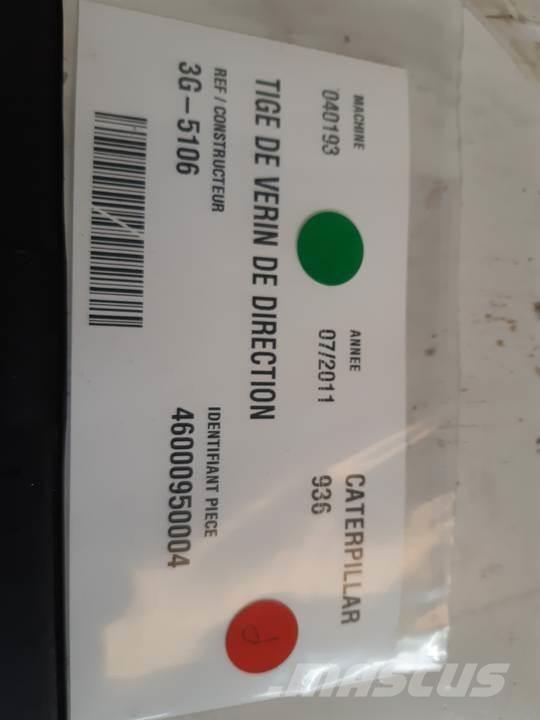 MACHINE ANNEE CATERPILLAR
040193 07/2011 936
TIGE DE VERIN DE DIRECTION
REF / CONSTRUCTEUR IDENTIFIANT PIECE
3G-5106 46000950004
mascus